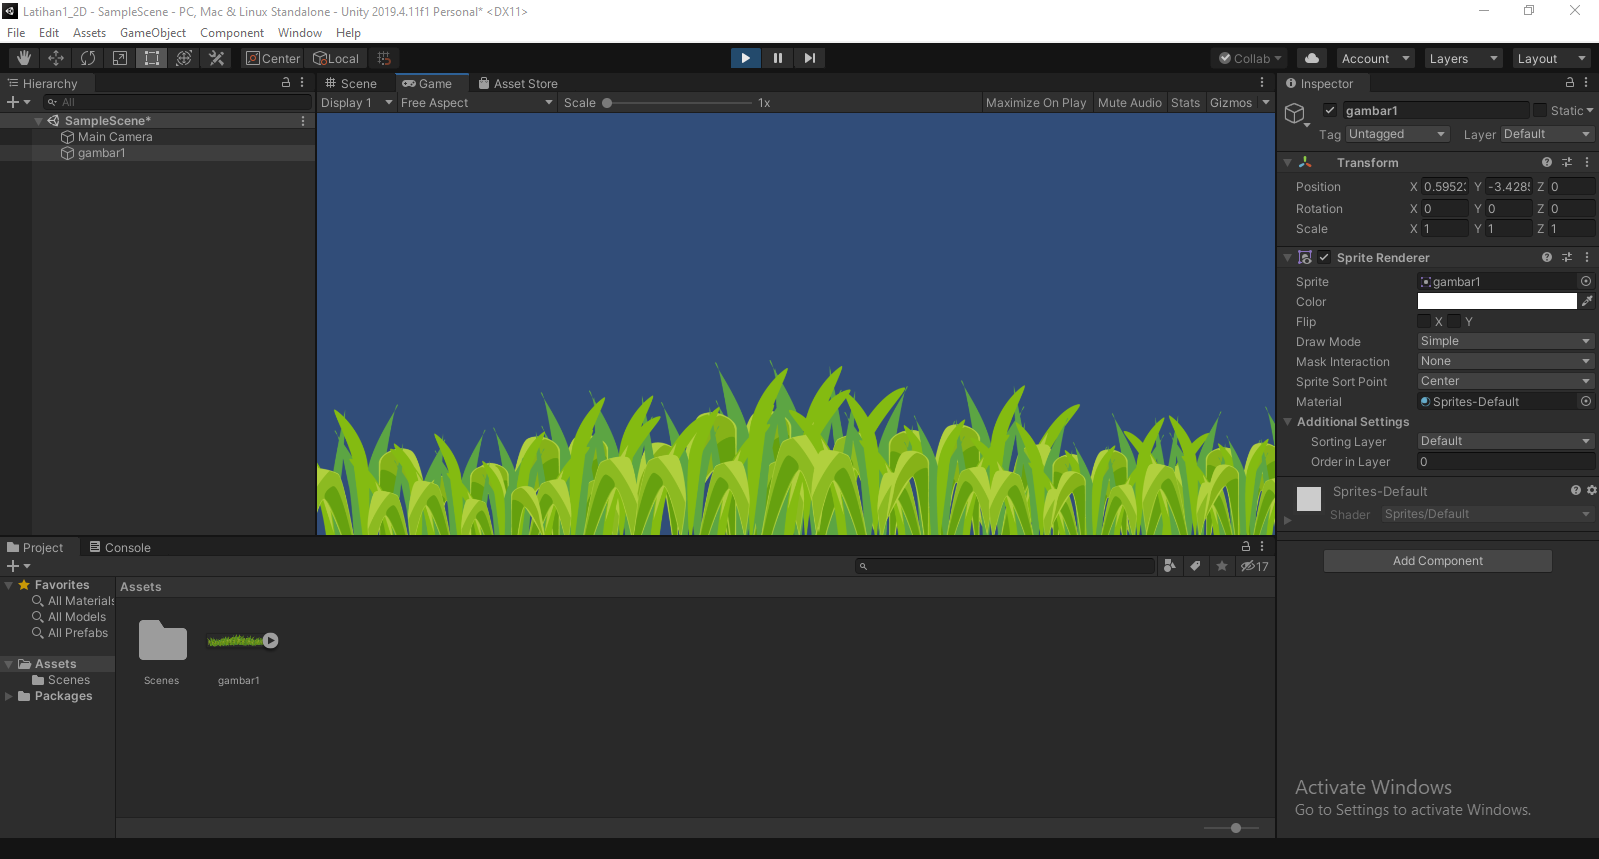 Latihan1_2D - SampleScene - PC, Mac & Linux Standalone - Unity 2019.4.11f1 Personal* <DX11>
File Edit Assets GameObject Component Window Help
Center Local Collab Account Layers Layout
Hierarchy
All
SampleScene*
Main Camera
gambar1
Scene Game Asset Store
Display 1 Free Aspect Scale 1x Maximize On Play Mute Audio Stats Gizmos
Inspector
gambar1 Static
Tag Untagged Layer Default
Transform
Position X 0.5952 Y -3.428 Z 0
Rotation X 0 Y 0 Z 0
Scale X 1 Y 1 Z 1
Sprite Renderer
Sprite gambar1
Color
Flip X Y
Draw Mode Simple
Mask Interaction None
Sprite Sort Point Center
Material Sprites-Default
Additional Settings
Sorting Layer Default
Order in Layer 0
Sprites-Default
Shader Sprites/Default
Add Component
Project Console
17
Favorites
All Materials
All Models
All Prefabs
Assets
Scenes
Packages
Assets
Scenes gambar1
Activate Windows
Go to Settings to activate Windows.